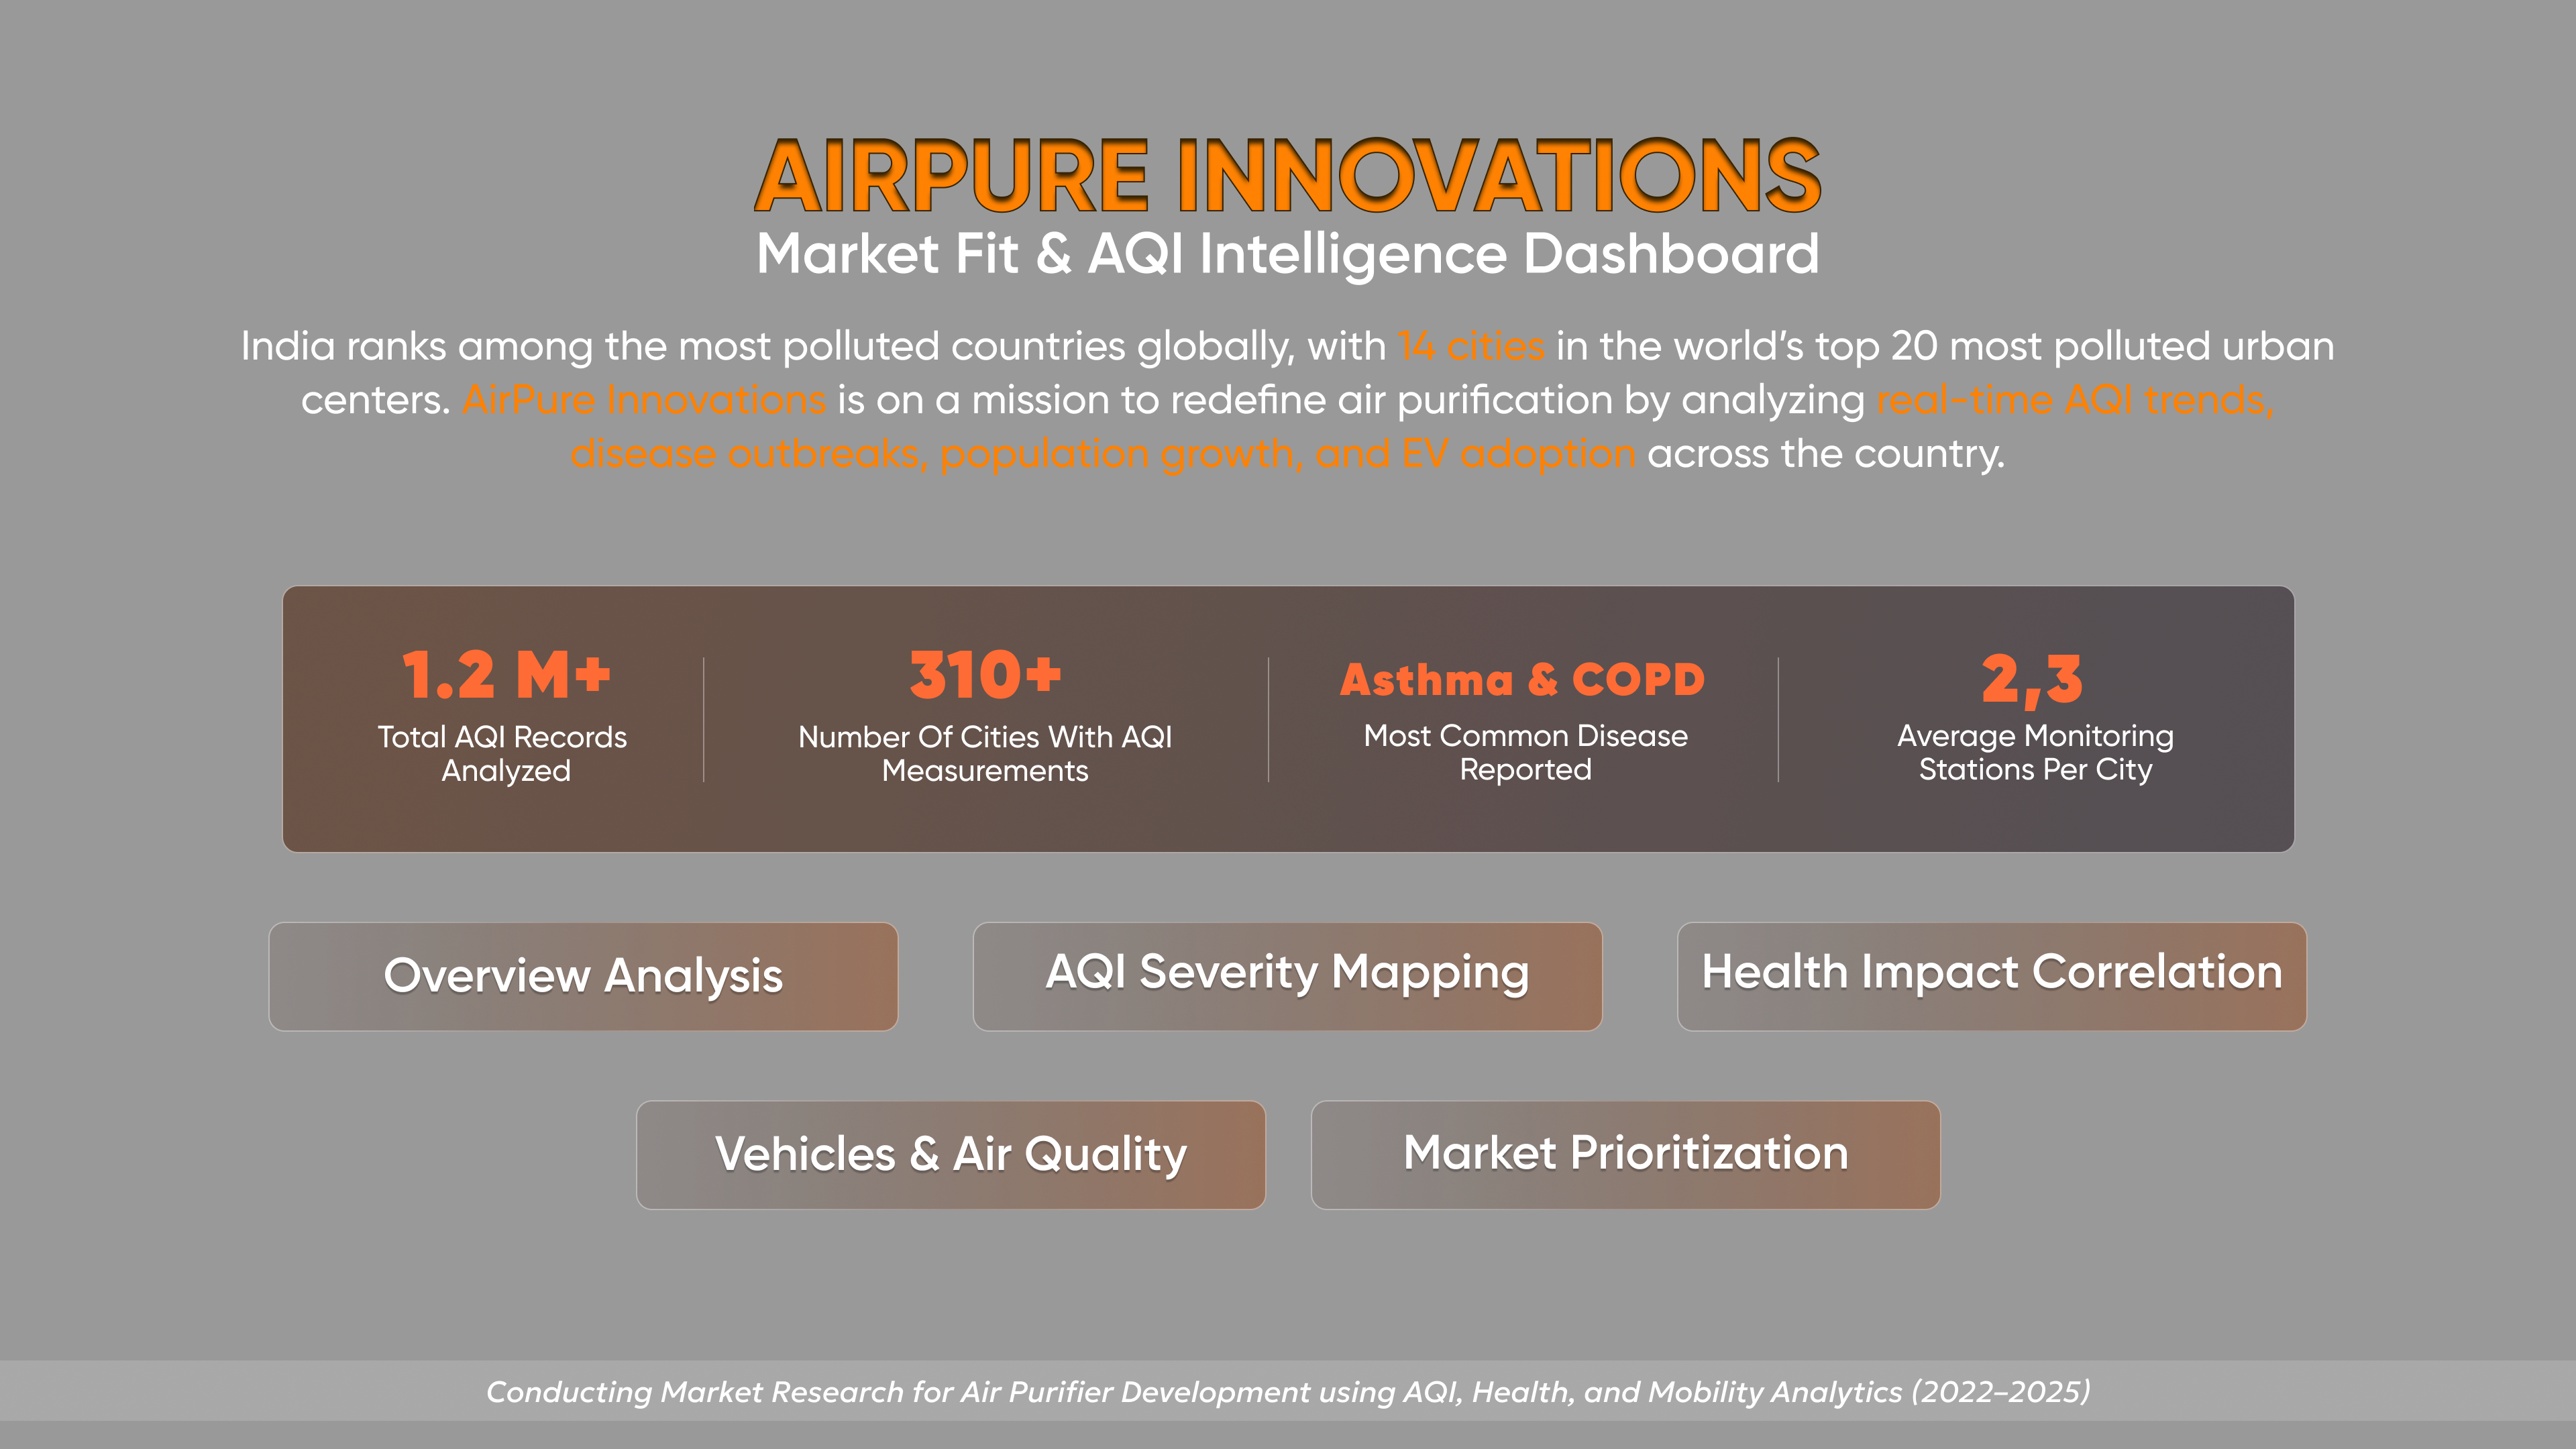 AIRPURE INNOVATIONS
Market Fit & AQI Intelligence Dashboard
India ranks among the most polluted countries globally, with 14 cities in the world’s top 20 most polluted urban
centers. AirPure Innovations is on a mission to redefine air purification by analyzing real-time AQI trends,
disease outbreaks, population growth, and EV adoption across the country.
1.2 M+
Total AQI Records
Analyzed
310+
Number Of Cities With AQI
Measurements
Asthma & COPD
Most Common Disease
Reported
2,3
Average Monitoring
Stations Per City
Overview Analysis
AQI Severity Mapping
Health Impact Correlation
Vehicles & Air Quality
Market Prioritization
Conducting Market Research for Air Purifier Development using AQI, Health, and Mobility Analytics (2022–2025)